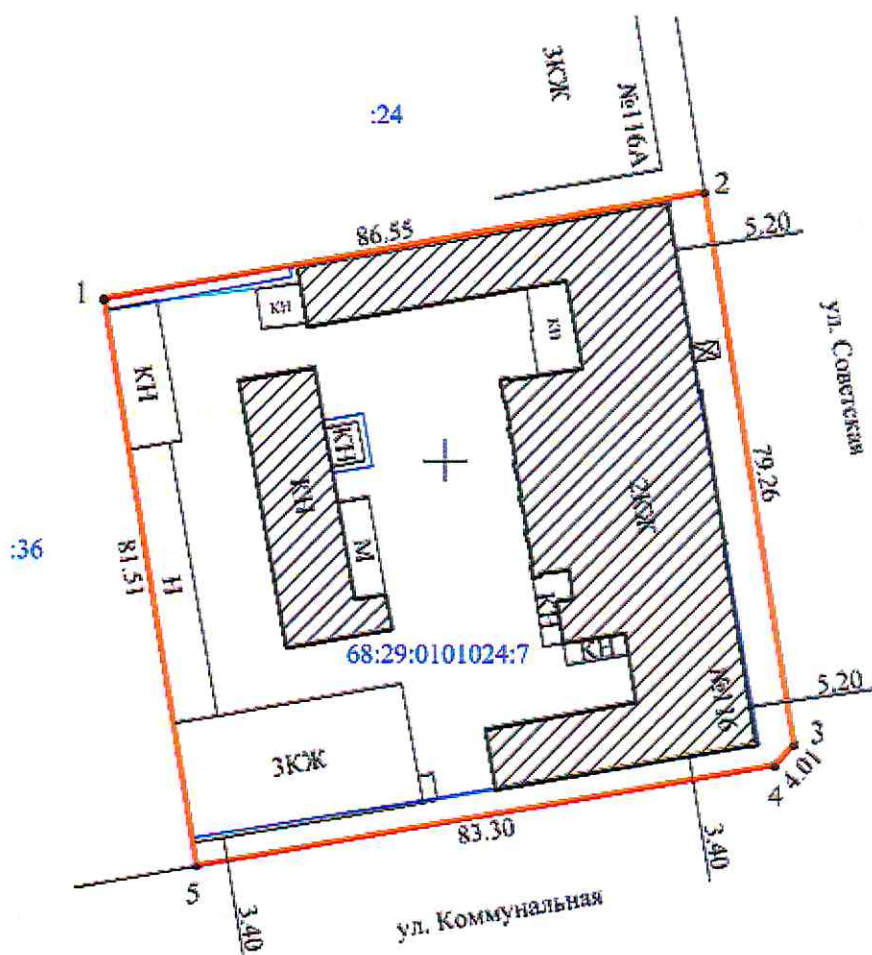 3КЖ
№116А
:24
2
86.55
5.20
1
кн
кн
ул. Советская
КН
КН
79.26
КН
2КЖ
:36
М
81.51
Н
КН
68:29:0101024:7
КН
№116
5.20
3
3КЖ
4.01
4
83.30
3.40
5
3.40
ул. Коммунальная